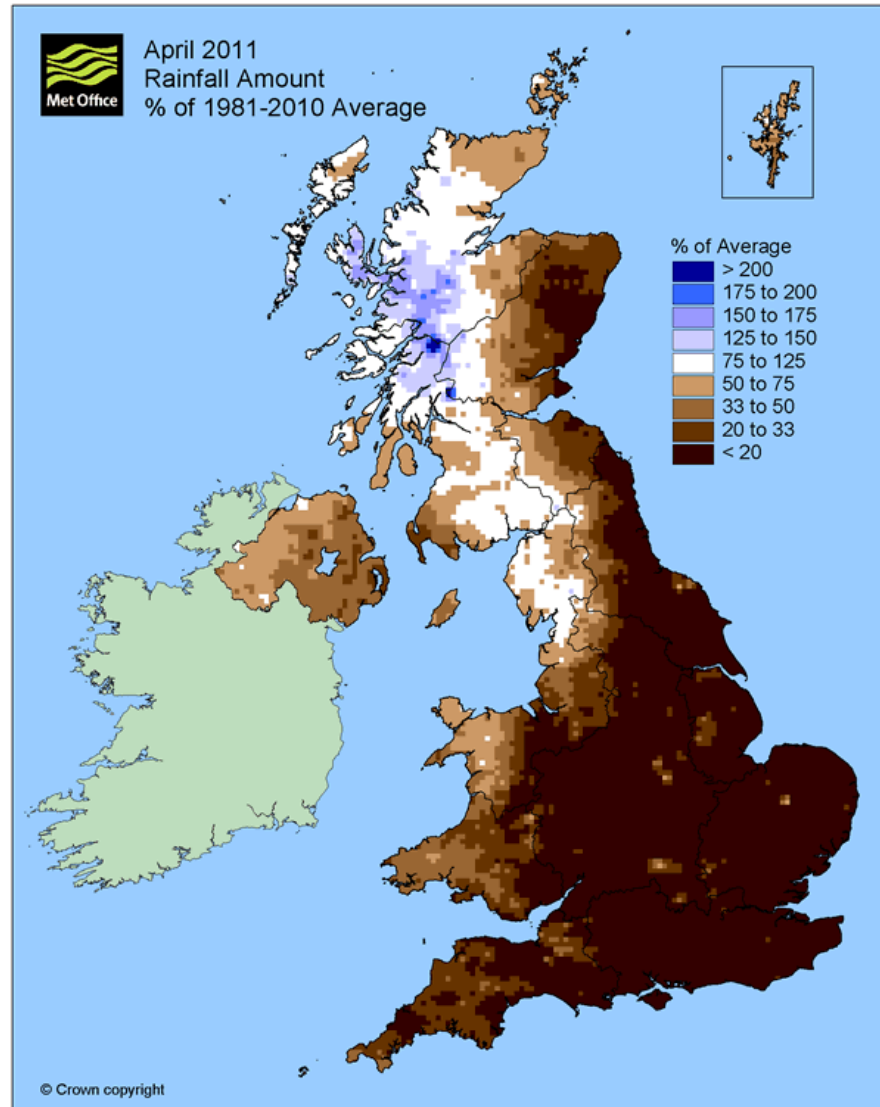 Met Office
April 2011
Rainfall Amount
% of 1981-2010 Average
% of Average
> 200
175 to 200
150 to 175
125 to 150
75 to 125
50 to 75
33 to 50
20 to 33
< 20
© Crown copyright